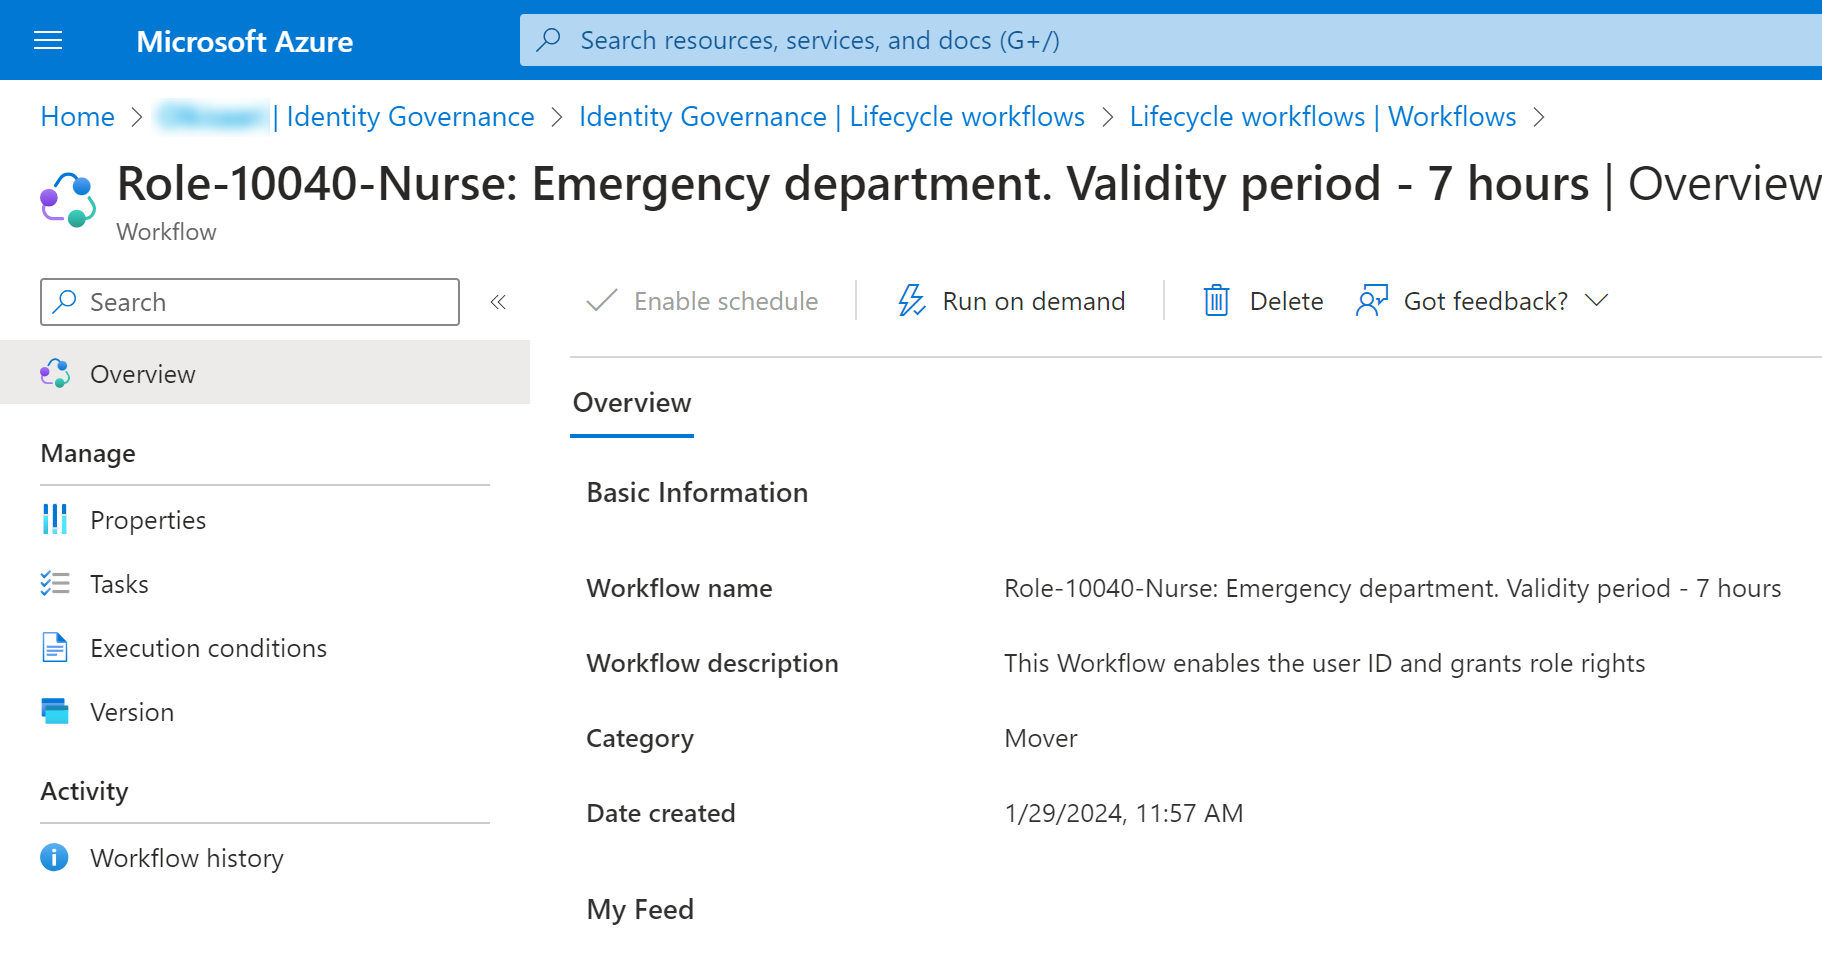 Microsoft Azure
Search resources, services, and docs (G+/)
Home > | Identity Governance > Identity Governance | Lifecycle workflows > Lifecycle workflows | Workflows >
Role-10040-Nurse: Emergency department. Validity period - 7 hours | Overview
Workflow
Search
Enable schedule
Run on demand
Delete
Got feedback?
Overview
Manage
Properties
Tasks
Execution conditions
Version
Activity
Workflow history
Overview
Basic Information
Workflow name Role-10040-Nurse: Emergency department. Validity period - 7 hours
Workflow description This Workflow enables the user ID and grants role rights
Category Mover
Date created 1/29/2024, 11:57 AM
My Feed